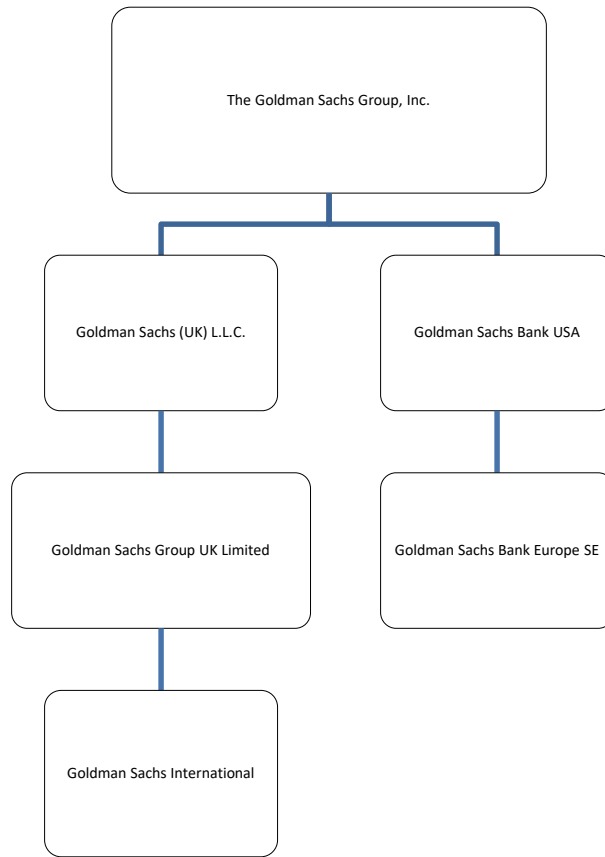 The Goldman Sachs Group, Inc.
Goldman Sachs (UK) L.L.C.
Goldman Sachs Bank USA
Goldman Sachs Group UK Limited
Goldman Sachs Bank Europe SE
Goldman Sachs International